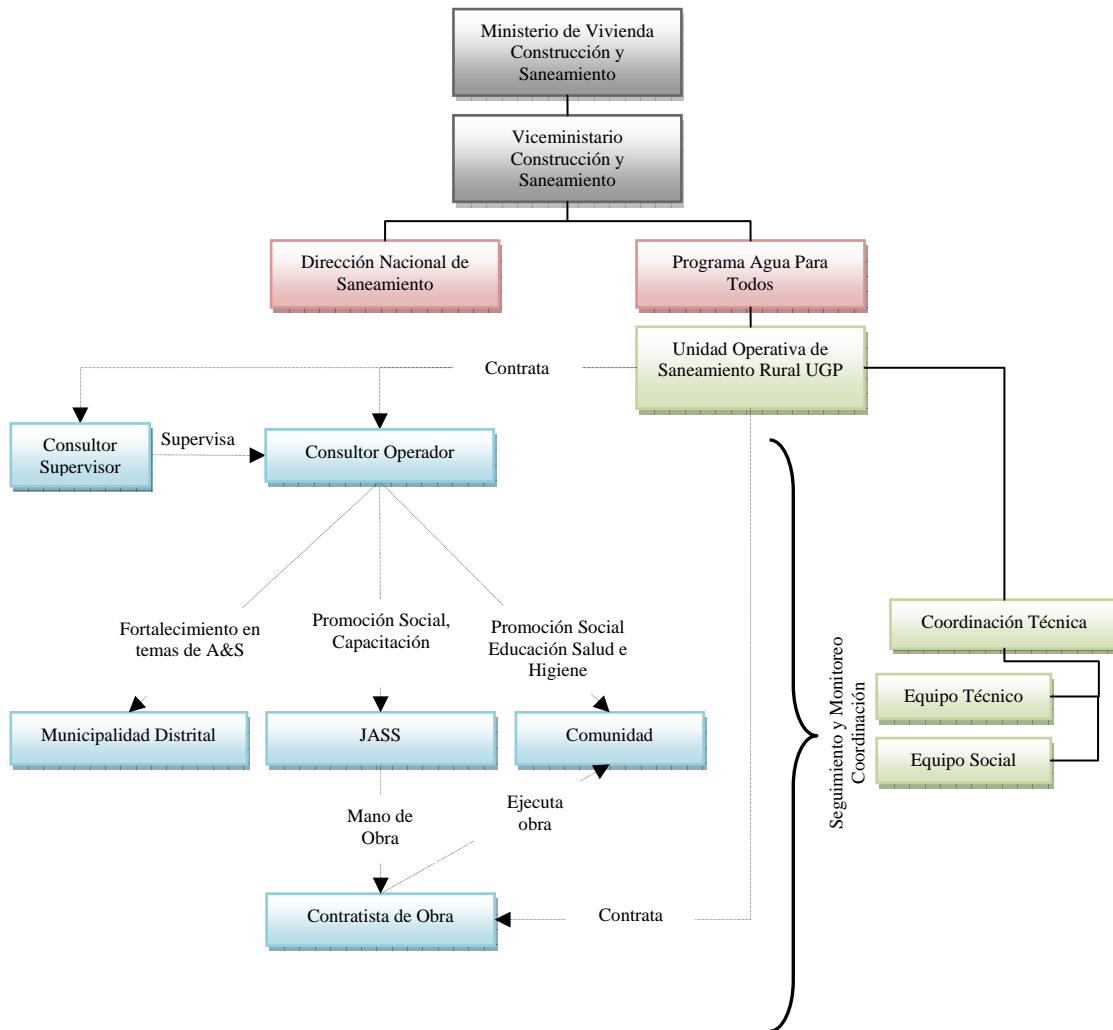 Ministerio de Vivienda
Construcción y
Saneamiento
Viceministario
Construcción y
Saneamiento
Dirección Nacional de
Saneamiento
Programa Agua Para
Todos
Unidad Operativa de
Saneamiento Rural UGP
Contrata
Consultor
Supervisor
Supervisa
Consultor Operador
Fortalecimiento en
temas de A&S
Promoción Social,
Capacitación
Promoción Social
Educación Salud e
Higiene
Coordinación Técnica
Equipo Técnico
Equipo Social
Seguimiento y Monitoreo
Coordinación
Municipalidad Distrital
JASS
Comunidad
Mano de
Obra
Ejecuta
obra
Contratista de Obra
Contrata